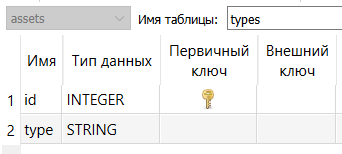 assets Имя таблицы: types
Имя Тип данных Первичный ключ Внешний ключ
1 id INTEGER
2 type STRING